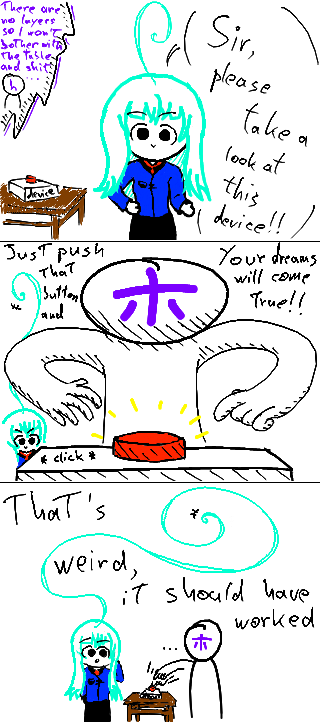 There are
no layers
so I won't
bother with
the table
and shit...
h
( Sir,
please
take a
look at
this
device!! )
device
Just push
that
button
and
Your dreams
will come
true!!
ホ
* click *
That's
weird,
it should have
worked
...
ホ